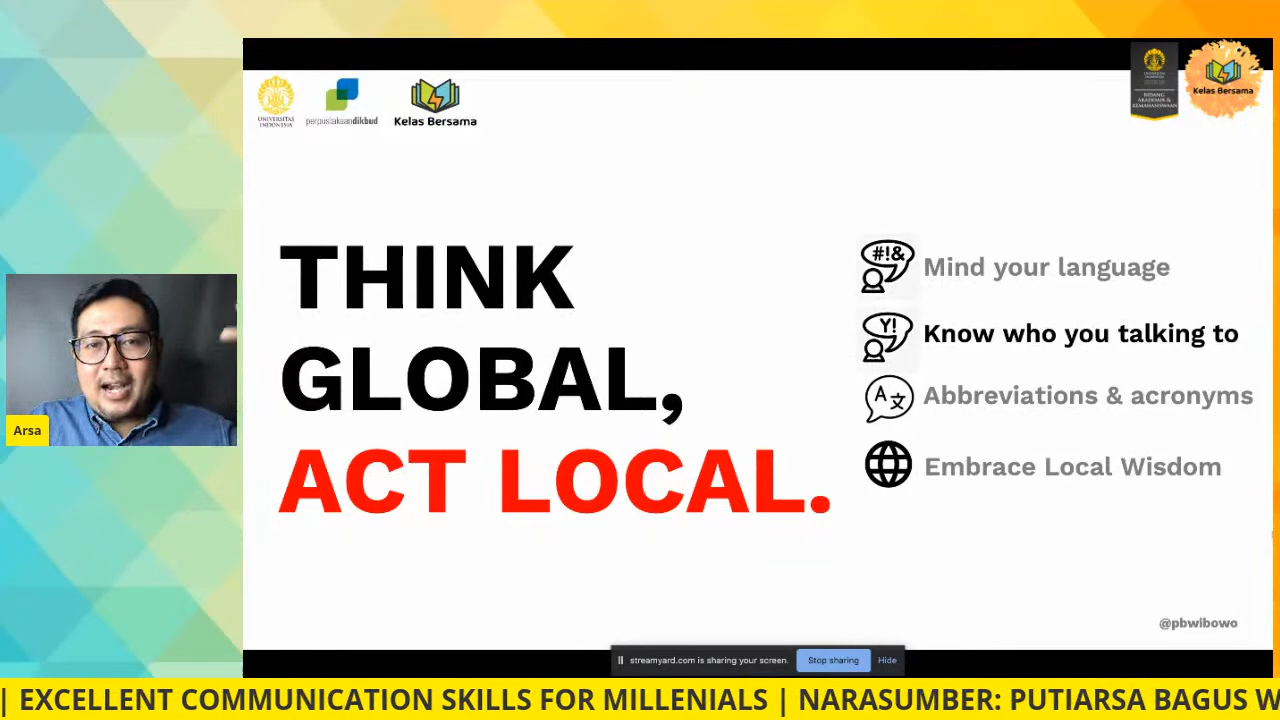 UNIVERSITAS
INDONESIA
perpustakaandikbud
Kelas Bersama
UNIVERSITAS
INDONESIA
BIDANG
AKADEMIK &
KEMAHASISWAAN
Kelas Bersama
THINK
GLOBAL,
ACT LOCAL.
#!& Mind your language
Y! Know who you talking to
A文 Abbreviations & acronyms
Embrace Local Wisdom
Arsa
@pbwibowo
streamyard.com is sharing your screen. Stop sharing Hide
| EXCELLENT COMMUNICATION SKILLS FOR MILLENIALS | NARASUMBER: PUTIARSA BAGUS W